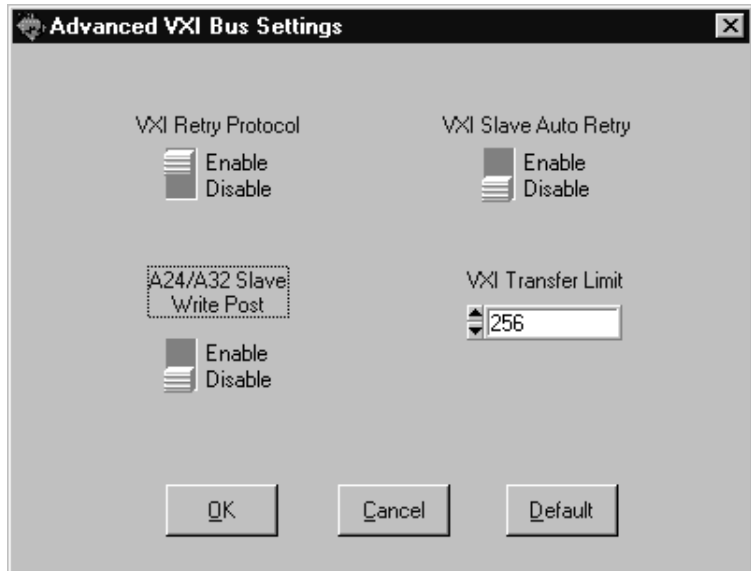 Advanced VXI Bus Settings
VXI Retry Protocol
Enable
Disable
VXI Slave Auto Retry
Enable
Disable
A24/A32 Slave
Write Post
Enable
Disable
VXI Transfer Limit
256
OK
Cancel
Default